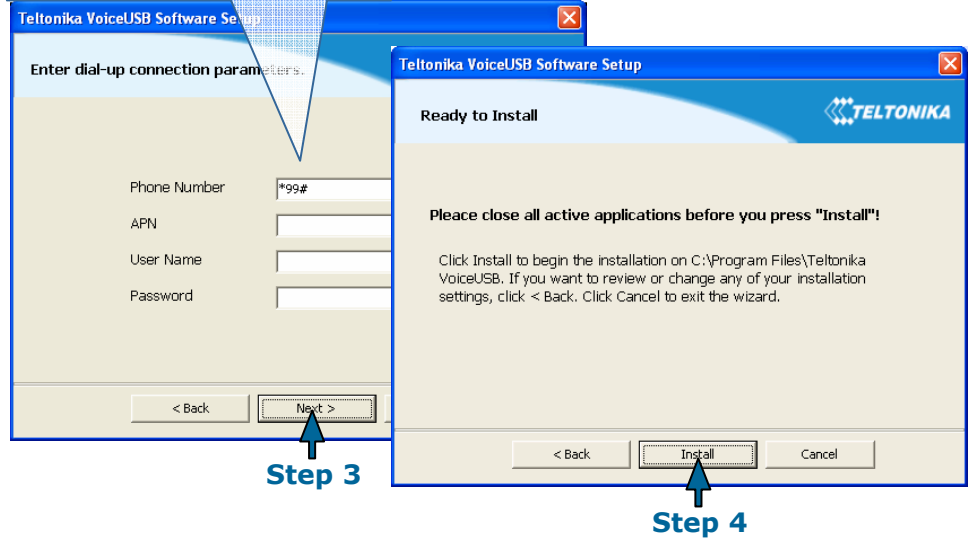 Teltonika VoiceUSB Software Setup
Enter dial-up connection parameters.
Phone Number *99#
APN
User Name
Password
< Back Next >
Step 3
Teltonika VoiceUSB Software Setup
Ready to Install
TELTONIKA
Pleace close all active applications before you press "Install"!
Click Install to begin the installation on C:\Program Files\Teltonika
VoiceUSB. If you want to review or change any of your installation
settings, click < Back. Click Cancel to exit the wizard.
< Back Install Cancel
Step 4